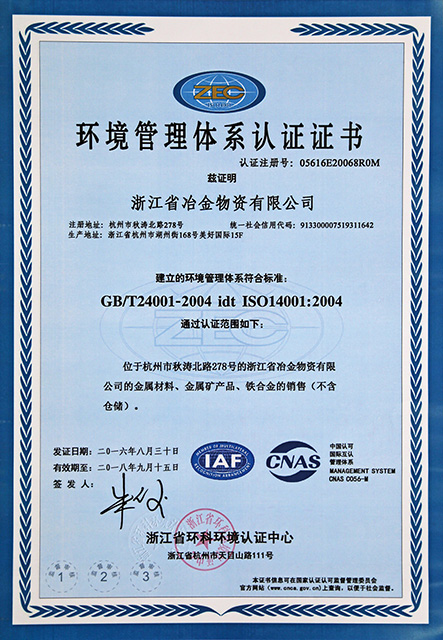 ZEC
环境管理体系认证证书
认证注册号：05616E20068R0M
兹证明
浙江省冶金物资有限公司
注册地址：杭州市秋涛北路278号 统一社会信用代码：913300007519311642
生产地址：浙江省杭州市湖州街168号美好国际15F
建立的环境管理体系符合标准：
GB/T24001-2004 idt ISO14001:2004
通过认证范围如下：
位于杭州市秋涛北路278号的浙江省冶金物资有限
公司的金属材料、金属矿产品、铁合金的销售（不含
仓储）。
发证日期：二〇一六年八月三十日
有效期至：二〇一八年九月十五日
签 发 人：
MEMBER OF MULTILATERAL
IAF
RECOGNITION ARRANGEMENT
CNAS
中国认可
国际互认
管理体系
MANAGEMENT SYSTEM
CNAS C056-M
浙江省环科环境认证中心
浙江省杭州市天目山路111号
1 2 3
本证书信息可在国家认证认可监督管理委员会
官方网站（www.cnca.gov.cn）上查询，以便于社会监督。